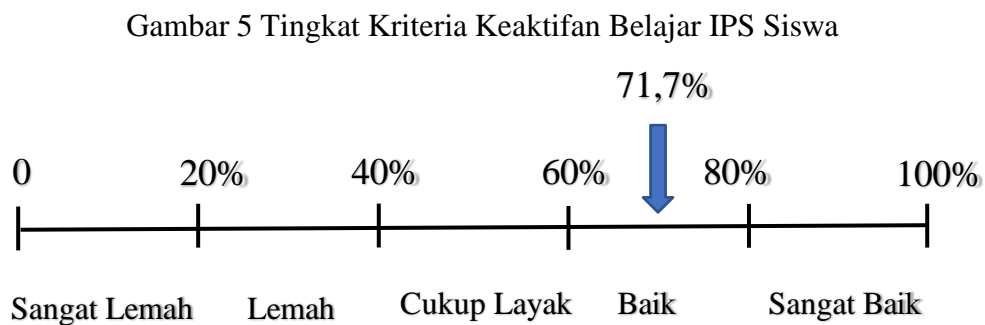 Gambar 5 Tingkat Kriteria Keaktifan Belajar IPS Siswa
71,7%
0 20% 40% 60% 80% 100%
Sangat Lemah Lemah Cukup Layak Baik Sangat Baik